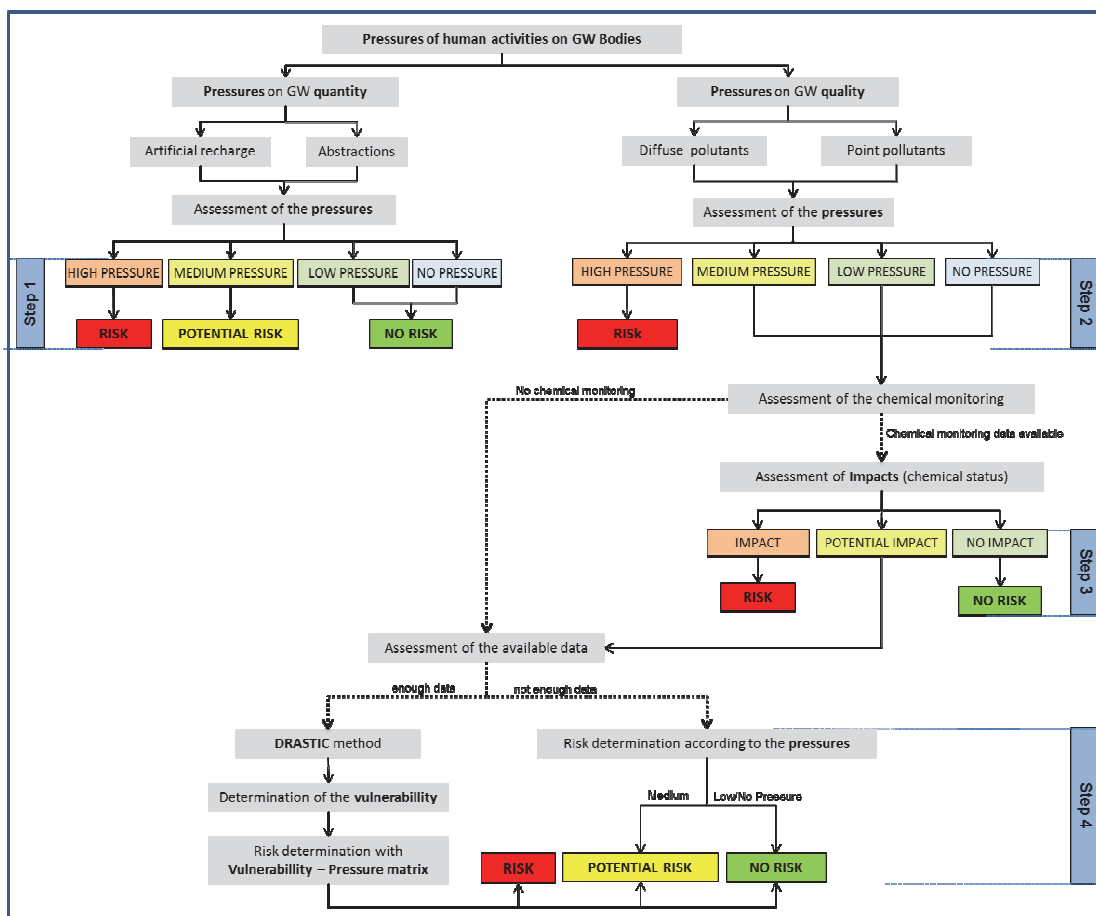 Pressures of human activities on GW Bodies
Pressures on GW quantity
Pressures on GW quality
Artificial recharge
Abstractions
Diffuse polutants
Point pollutants
Assessment of the pressures
Assessment of the pressures
Step 1
HIGH PRESSURE
MEDIUM PRESSURE
LOW PRESSURE
NO PRESSURE
HIGH PRESSURE
MEDIUM PRESSURE
LOW PRESSURE
NO PRESSURE
Step 2
RISK
POTENTIAL RISK
NO RISK
RISk
No chemical monitoring
Assessment of the chemical monitoring
Chemical monitoring data available
Assessment of Impacts (chemical status)
IMPACT
POTENTIAL IMPACT
NO IMPACT
Step 3
RISK
NO RISK
Assessment of the available data
enough data
not enough data
DRASTIC method
Risk determination according to the pressures
Determination of the vulnerabillity
Medium
Low/No Pressure
Step 4
Risk determination with
Vulnerabillity – Pressure matrix
RISK
POTENTIAL RISK
NO RISK